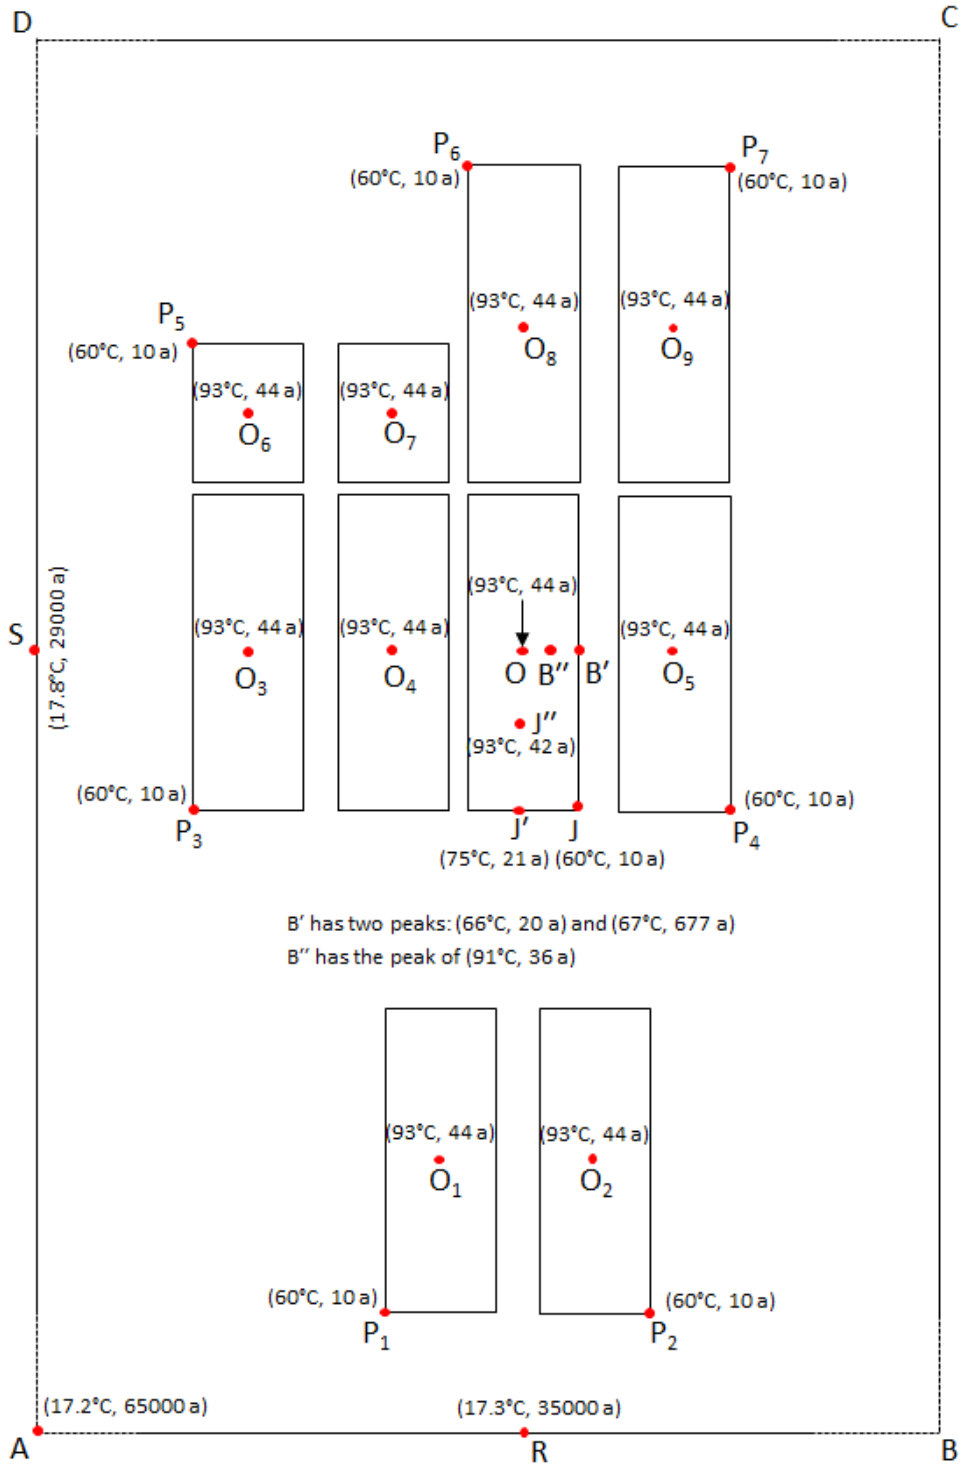 D
C
P6
(60°C, 10 a)
P7
(60°C, 10 a)
(93°C, 44 a)
O8
(93°C, 44 a)
O9
P5
(60°C, 10 a)
(93°C, 44 a)
O6
(93°C, 44 a)
O7
S
(17.8°C, 29000 a)
(93°C, 44 a)
O3
(93°C, 44 a)
O4
(93°C, 44 a)
O B″ B′
(93°C, 44 a)
O5
J″
(93°C, 42 a)
(60°C, 10 a)
P3
J′ J
(60°C, 10 a)
P4
(75°C, 21 a) (60°C, 10 a)
B′ has two peaks: (66°C, 20 a) and (67°C, 677 a)
B″ has the peak of (91°C, 36 a)
(93°C, 44 a)
O1
(93°C, 44 a)
O2
(60°C, 10 a)
P1
(60°C, 10 a)
P2
(17.2°C, 65000 a)
(17.3°C, 35000 a)
A
R
B